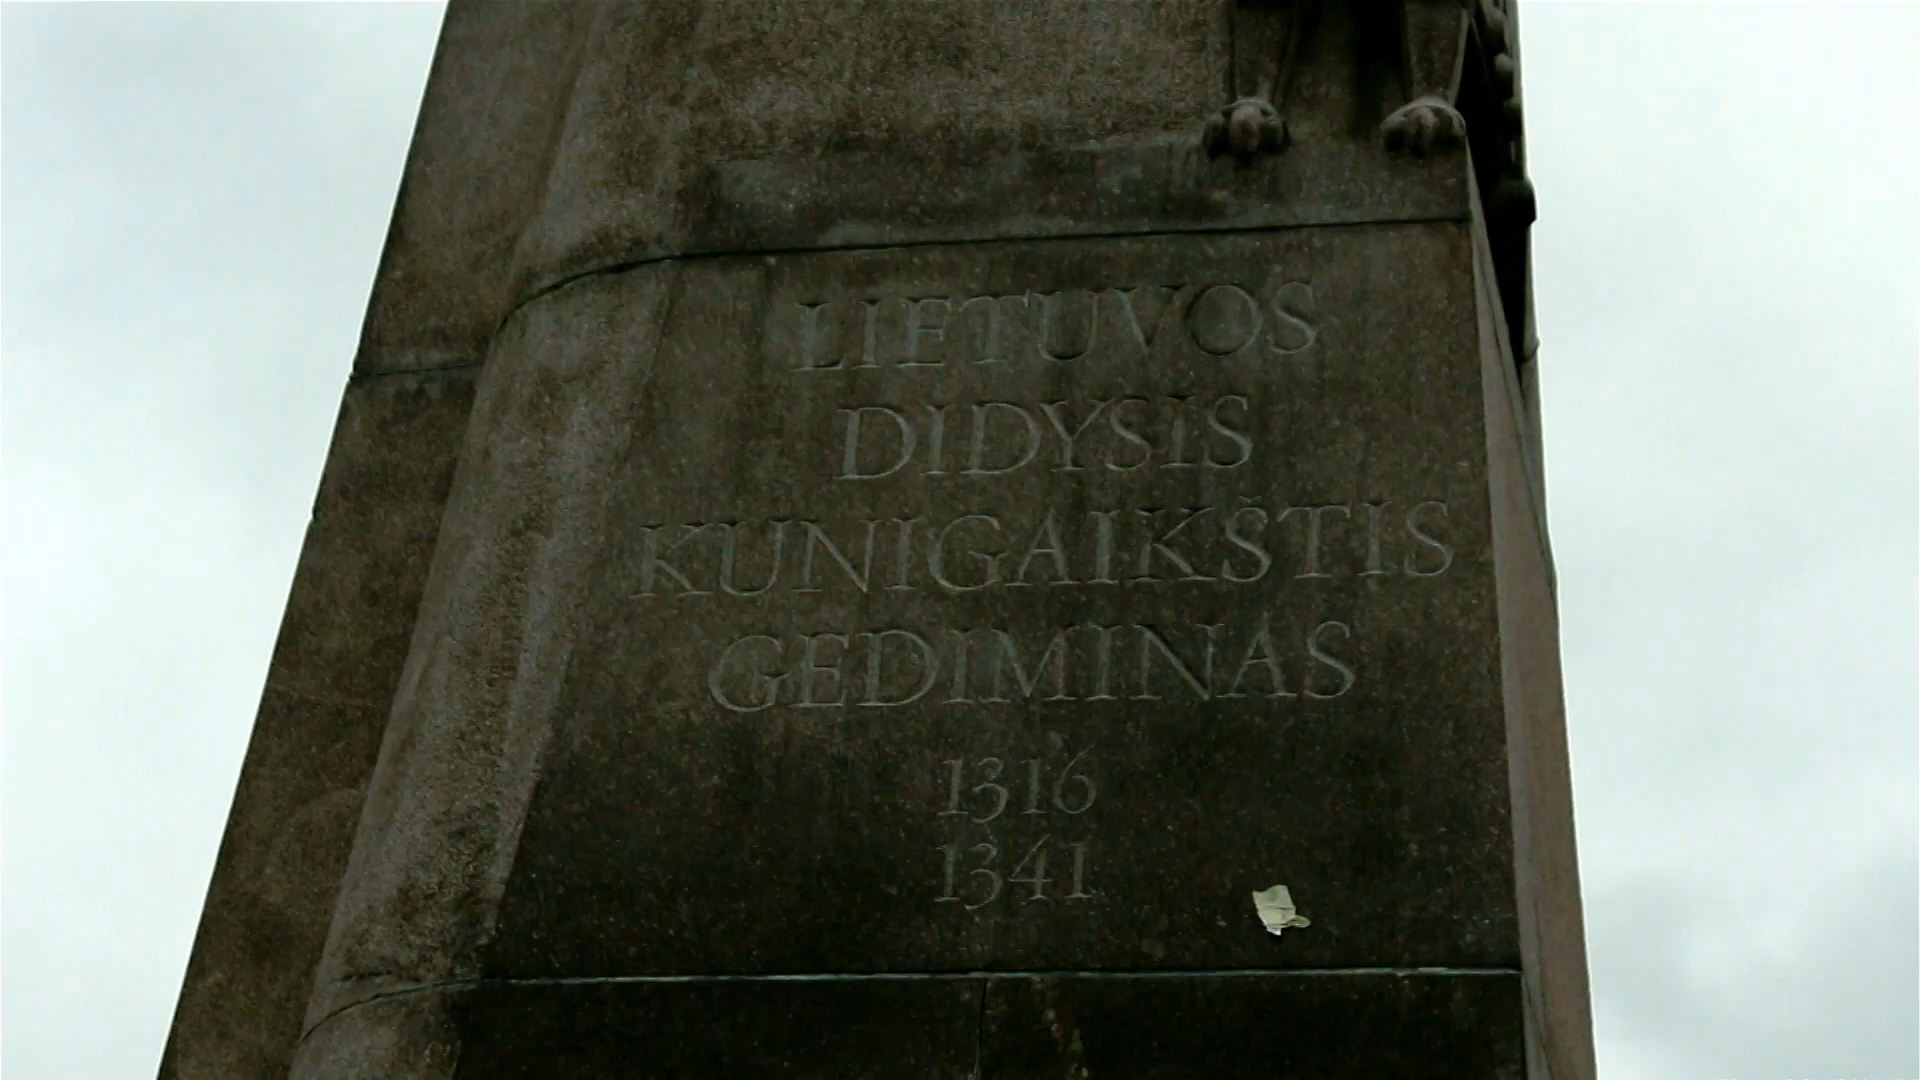 LIETUVOS
DIDYSIS
KUNIGAIKŠTIS
GEDIMINAS
1316
1341